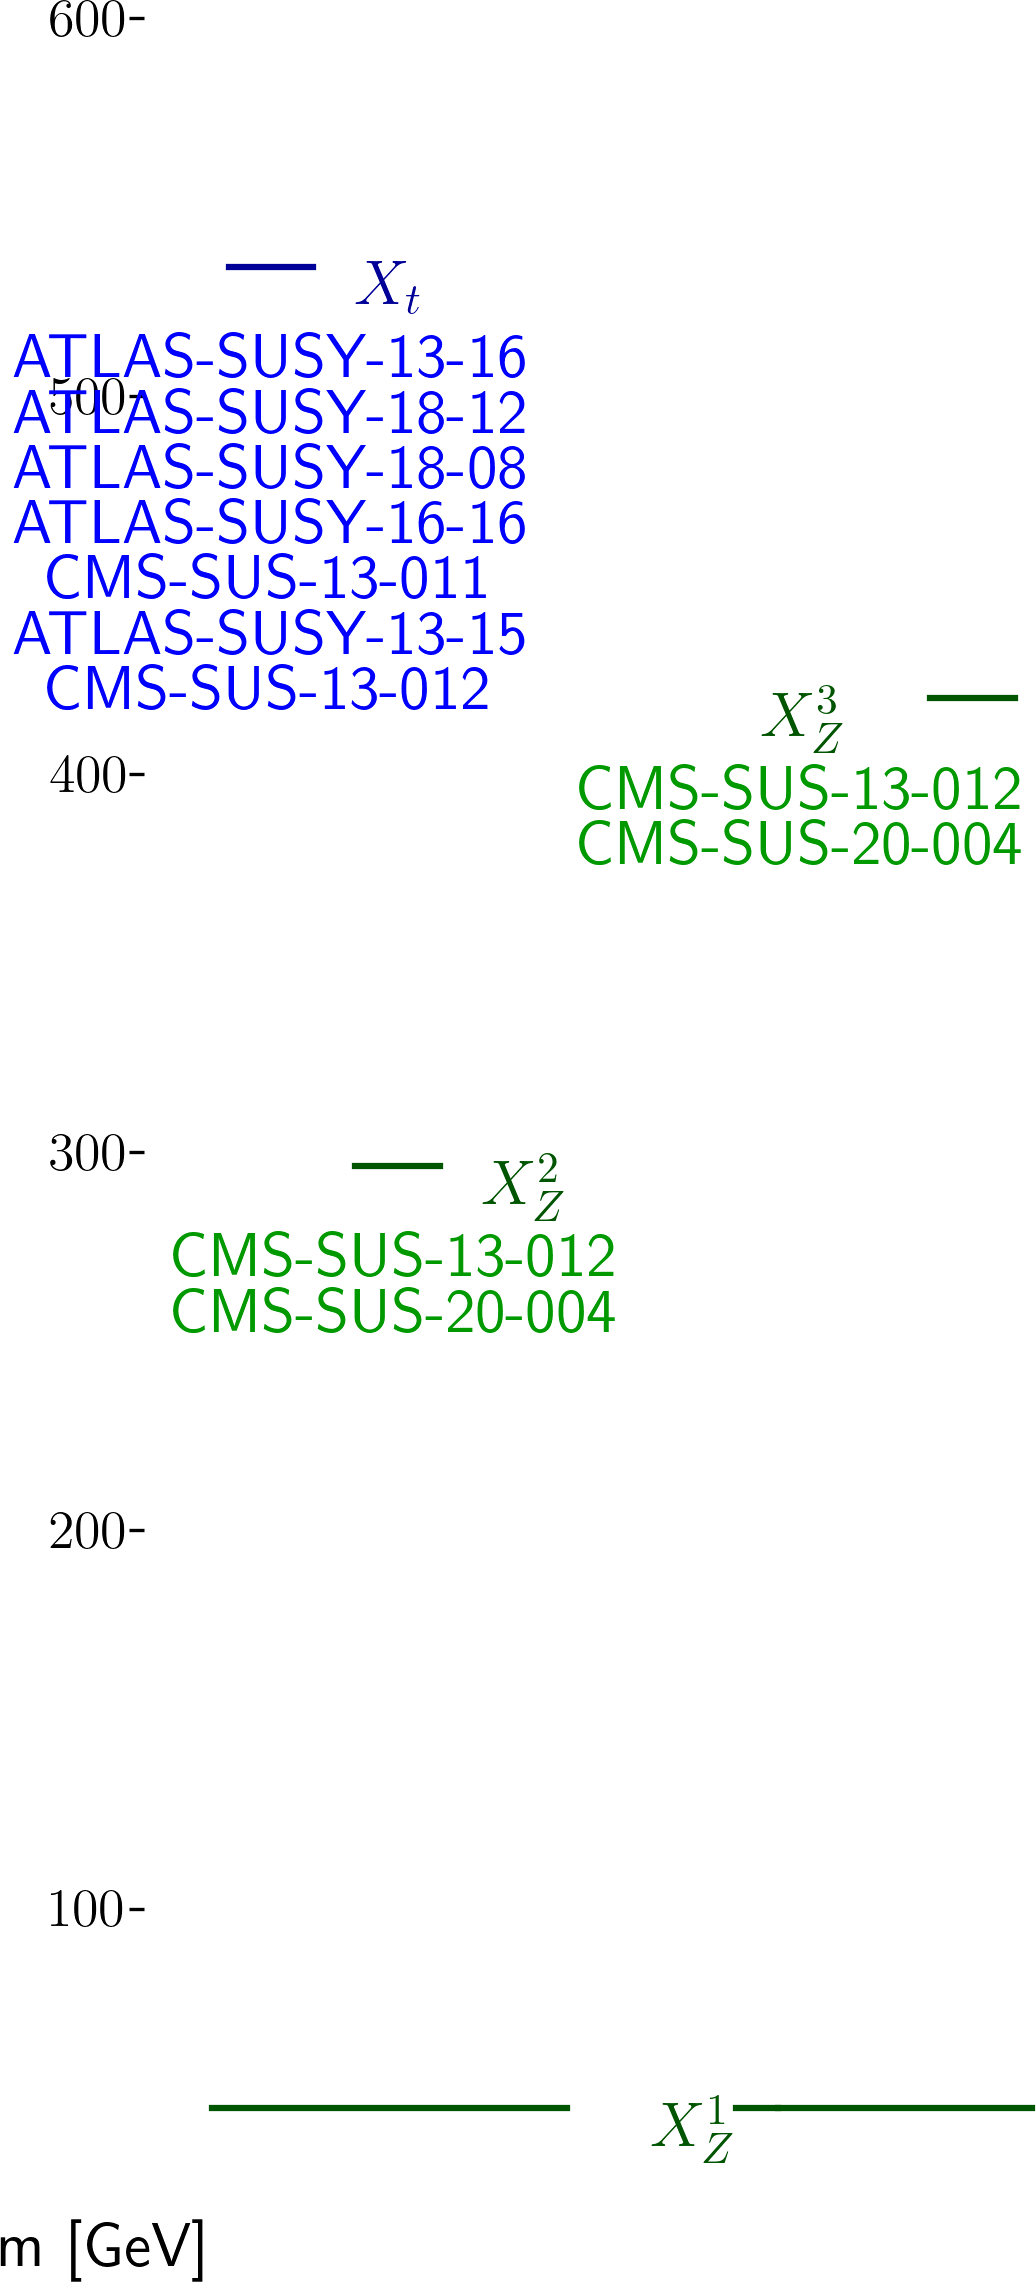 600
X_t
ATLAS-SUSY-13-16
500
ATLAS-SUSY-18-12
ATLAS-SUSY-18-08
ATLAS-SUSY-16-16
CMS-SUS-13-011
ATLAS-SUSY-13-15
CMS-SUS-13-012
X_Z^3
400
CMS-SUS-13-012
CMS-SUS-20-004
300
X_Z^2
CMS-SUS-13-012
CMS-SUS-20-004
200
100
X_Z^1
m [GeV]